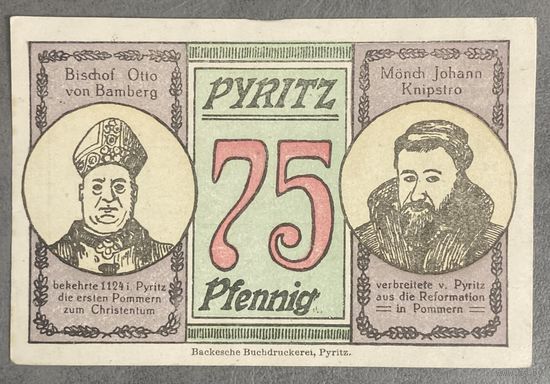 Bischof Otto
von Bamberg
bekehrte 1124 i. Pyritz
die ersten Pommern
zum Christentum
PYRITZ
75
Pfennig
Mönch Johann
Knipstro
verbreitete v. Pyritz
aus die Reformation
in Pommern
Backesche Buchdruckerei, Pyritz.